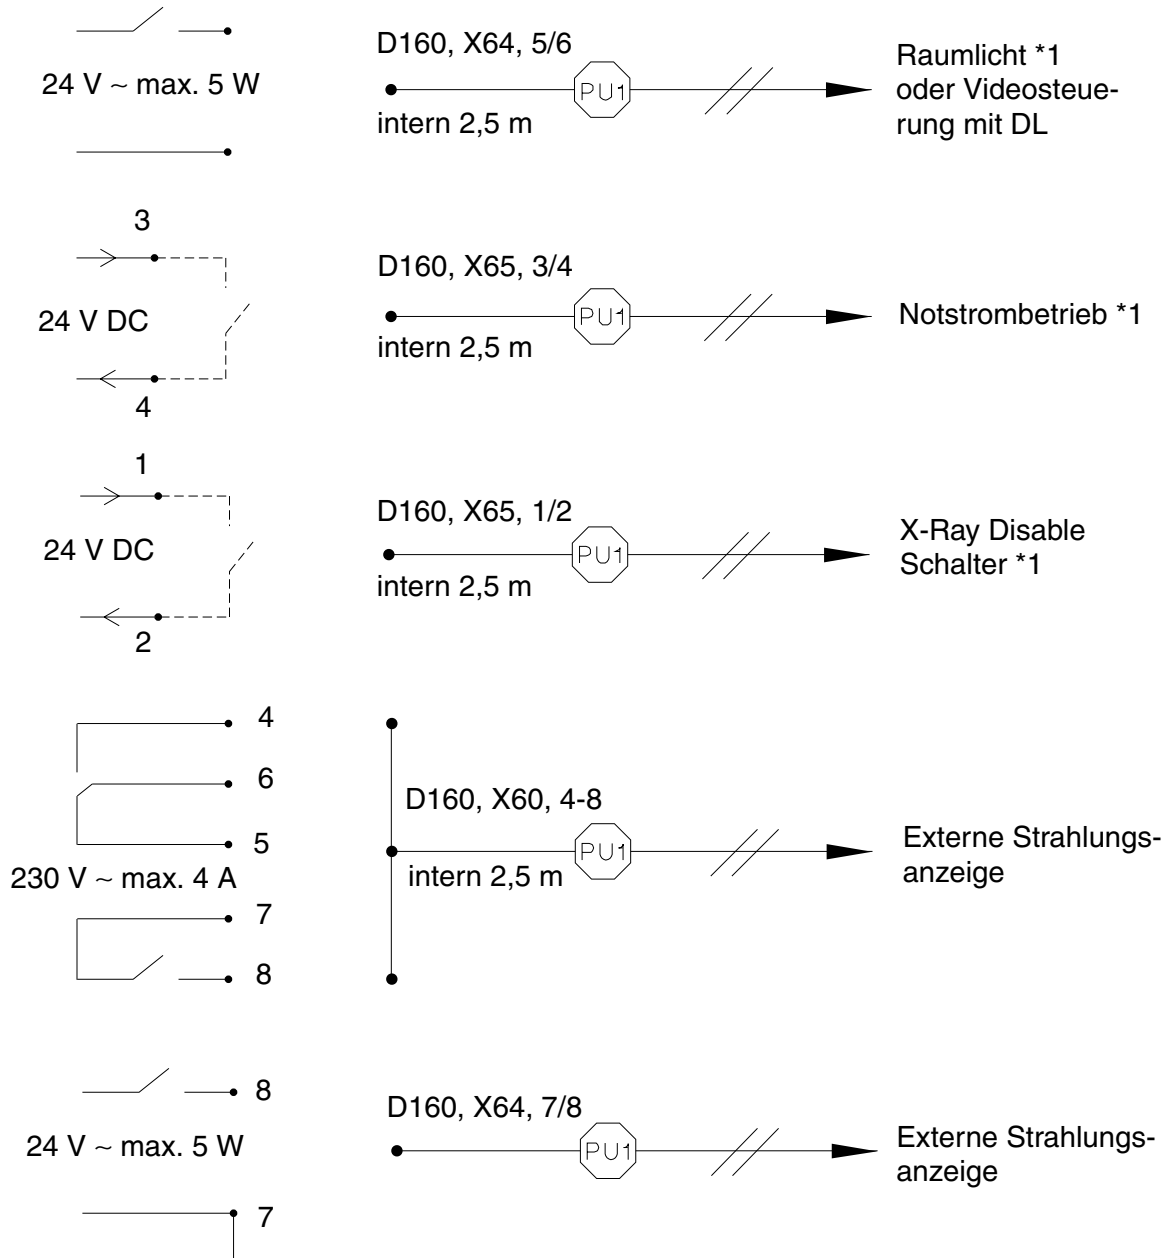 D160, X64, 5/6
24 V ~ max. 5 W
PU1
intern 2,5 m
Raumlicht *1
oder Videosteue-
rung mit DL
3
24 V DC
4
D160, X65, 3/4
PU1
intern 2,5 m
Notstrombetrieb *1
1
24 V DC
2
D160, X65, 1/2
PU1
intern 2,5 m
X-Ray Disable
Schalter *1
4
6
5
230 V ~ max. 4 A
7
8
D160, X60, 4-8
PU1
intern 2,5 m
Externe Strahlungs-
anzeige
8
24 V ~ max. 5 W
7
D160, X64, 7/8
PU1
Externe Strahlungs-
anzeige